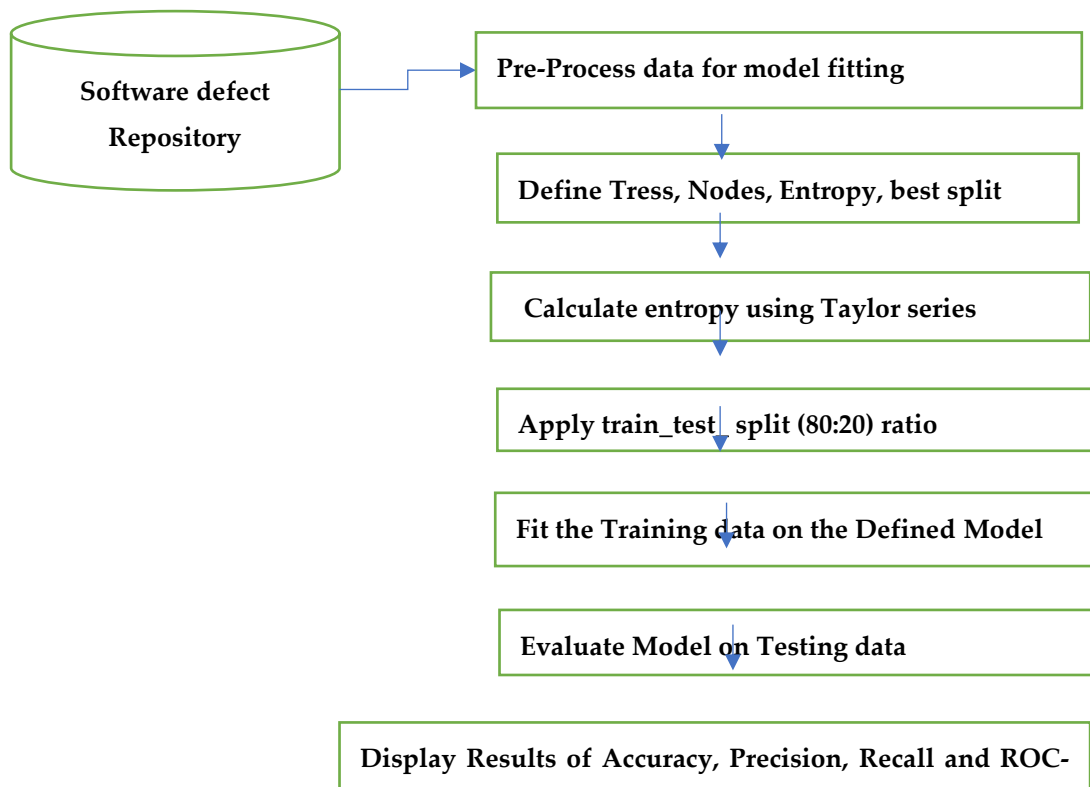 Software defect
Repository
Pre-Process data for model fitting
Define Tress, Nodes, Entropy, best split
Calculate entropy using Taylor series
Apply train_test_ split (80:20) ratio
Fit the Training data on the Defined Model
Evaluate Model on Testing data
Display Results of Accuracy, Precision, Recall and ROC-